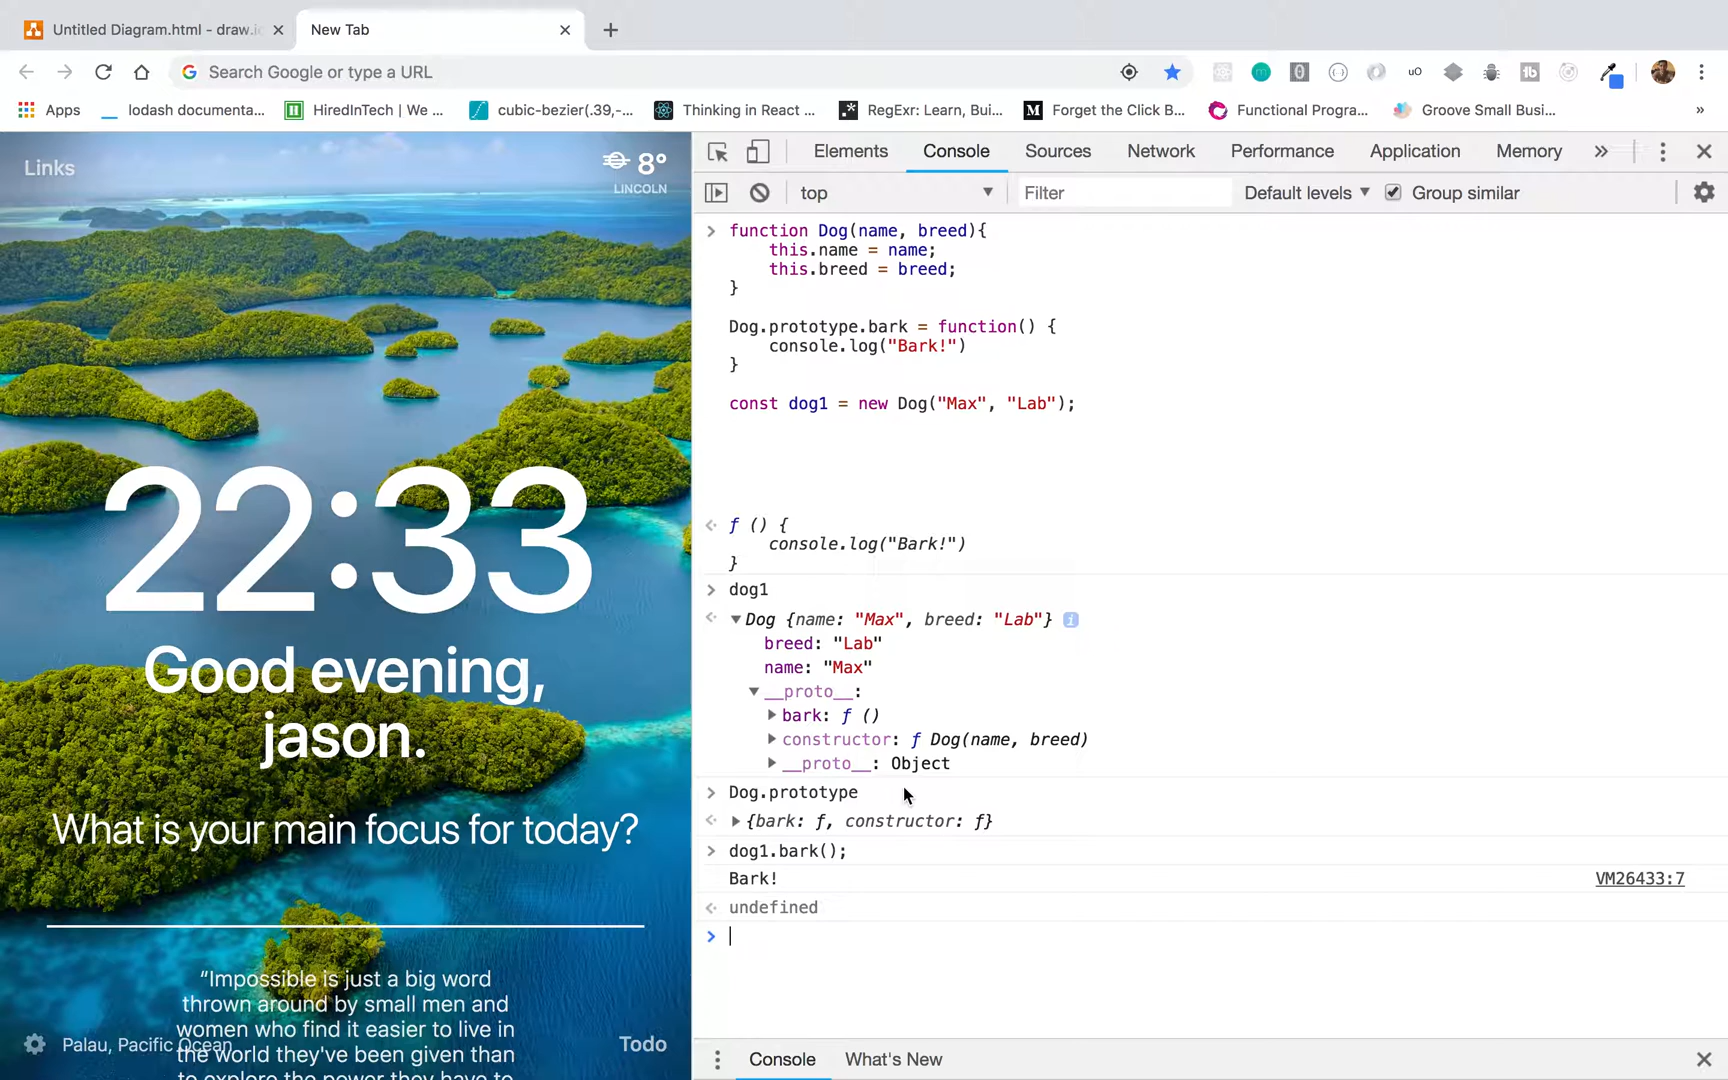 Untitled Diagram.html - draw.i
New Tab
Search Google or type a URL
Apps
lodash documenta...
HiredInTech | We ...
cubic-bezier(.39,-...
Thinking in React ...
RegExr: Learn, Bui...
Forget the Click B...
Functional Progra...
Groove Small Busi...
»
Links
8°
LINCOLN
22:33
Good evening,
jason.
What is your main focus for today?
“Impossible is just a big word
thrown around by small men and
women who find it easier to live in
the world they've been given than
Palau, Pacific Ocean
Todo
Elements
Console
Sources
Network
Performance
Application
Memory
»
top
Filter
Default levels
Group similar
function Dog(name, breed){
this.name = name;
this.breed = breed;
}
Dog.prototype.bark = function() {
console.log("Bark!")
}
const dog1 = new Dog("Max", "Lab");
ƒ () {
console.log("Bark!")
}
dog1
Dog {name: "Max", breed: "Lab"} i
breed: "Lab"
name: "Max"
__proto__:
bark: ƒ ()
constructor: ƒ Dog(name, breed)
__proto__: Object
Dog.prototype
{bark: ƒ, constructor: ƒ}
dog1.bark();
Bark! VM26433:7
undefined
Console
What's New